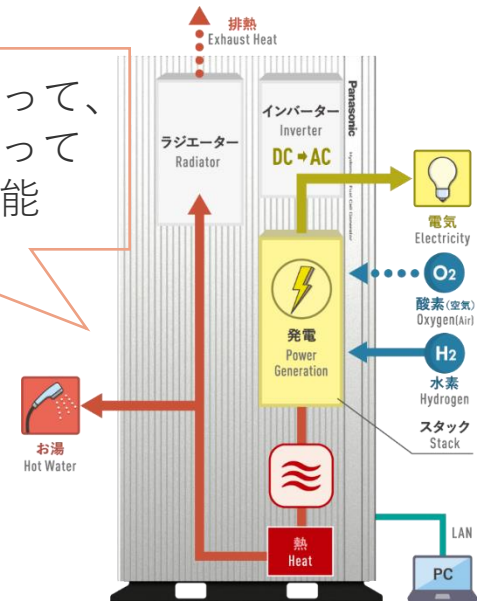 排熱
Exhaust Heat
って、
って
能
ラジエーター
Radiator
インバーター
Inverter
DC➡AC
Panasonic
電気
Electricity
O2
酸素(空気)
Oxygen(Air)
発電
Power
Generation
H2
水素
Hydrogen
スタック
Stack
お湯
Hot Water
熱
Heat
LAN
PC